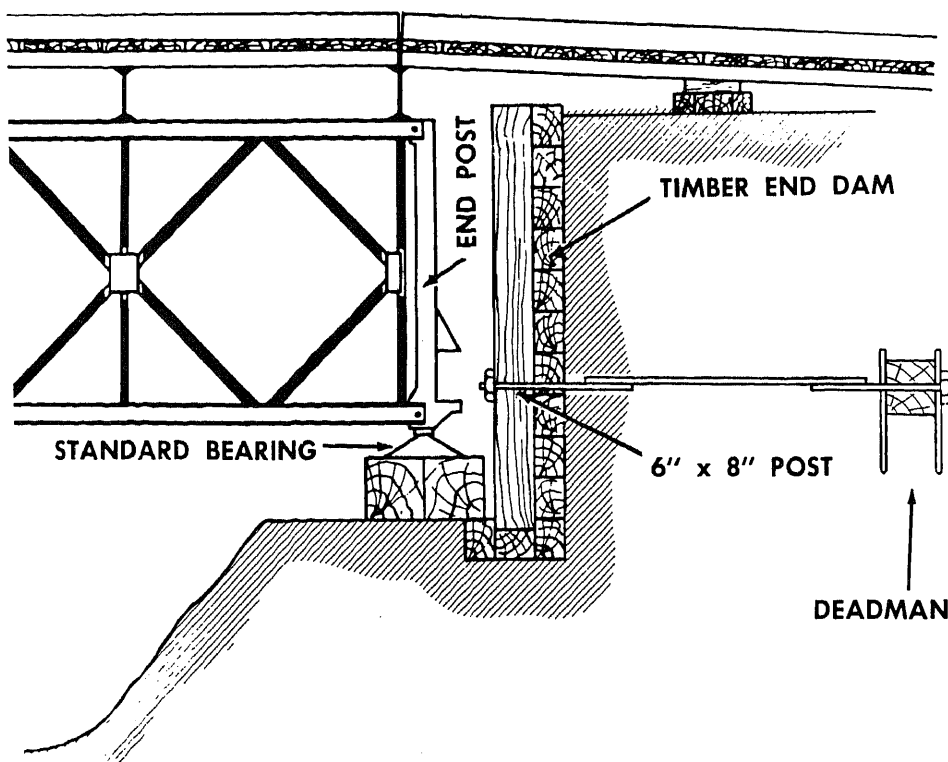 END POST
TIMBER END DAM
STANDARD BEARING
6" x 8" POST
DEADMAN